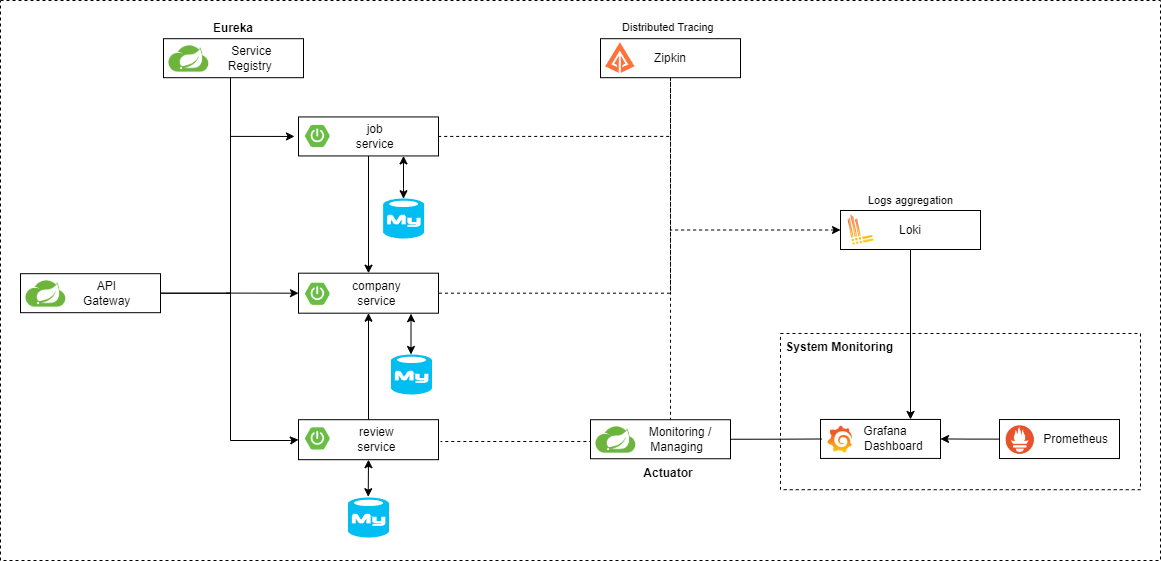 Eureka
Service
Registry
Distributed Tracing
Zipkin
job
service
My
Logs aggregation
Loki
API
Gateway
company
service
My
System Monitoring
review
service
My
Monitoring /
Managing
Actuator
Grafana
Dashboard
Prometheus